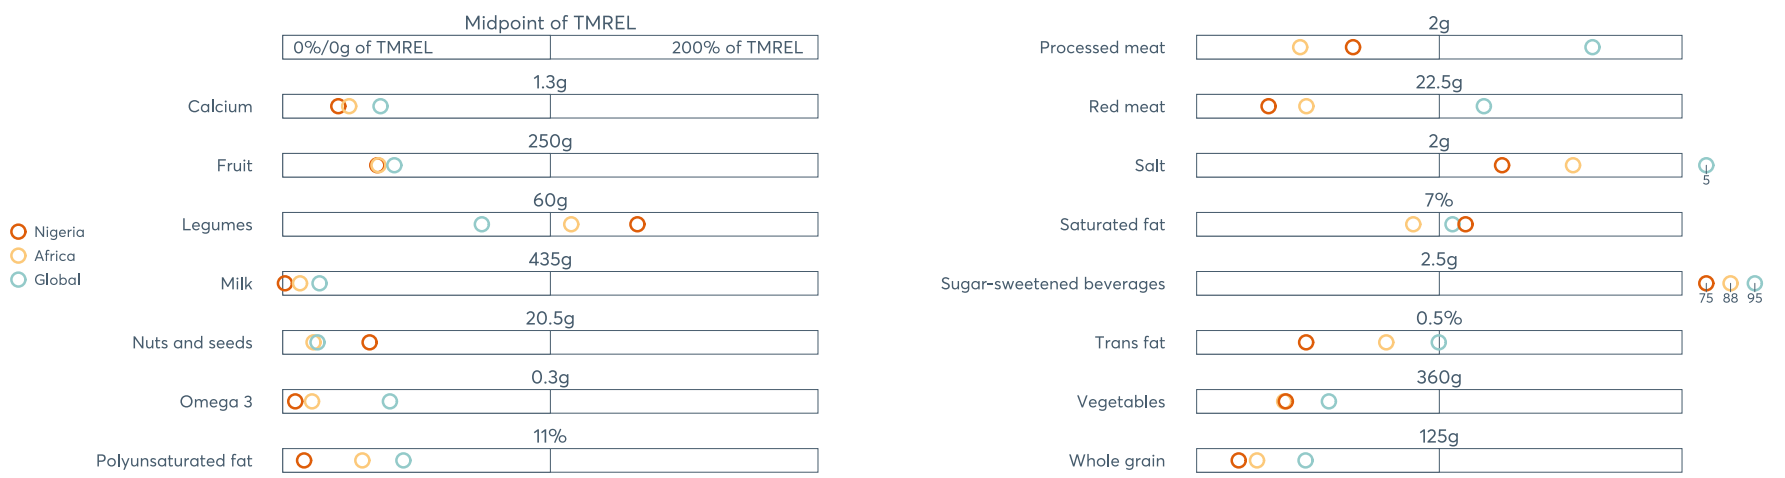 Midpoint of TMREL
0%/0g of TMREL
200% of TMREL
1.3g
Calcium
250g
Fruit
60g
Legumes
435g
Milk
20.5g
Nuts and seeds
0.3g
Omega 3
11%
Polyunsaturated fat
Nigeria
Africa
Global
2g
Processed meat
22.5g
Red meat
2g
Salt
5
7%
Saturated fat
2.5g
Sugar-sweetened beverages
75 88 95
0.5%
Trans fat
360g
Vegetables
125g
Whole grain